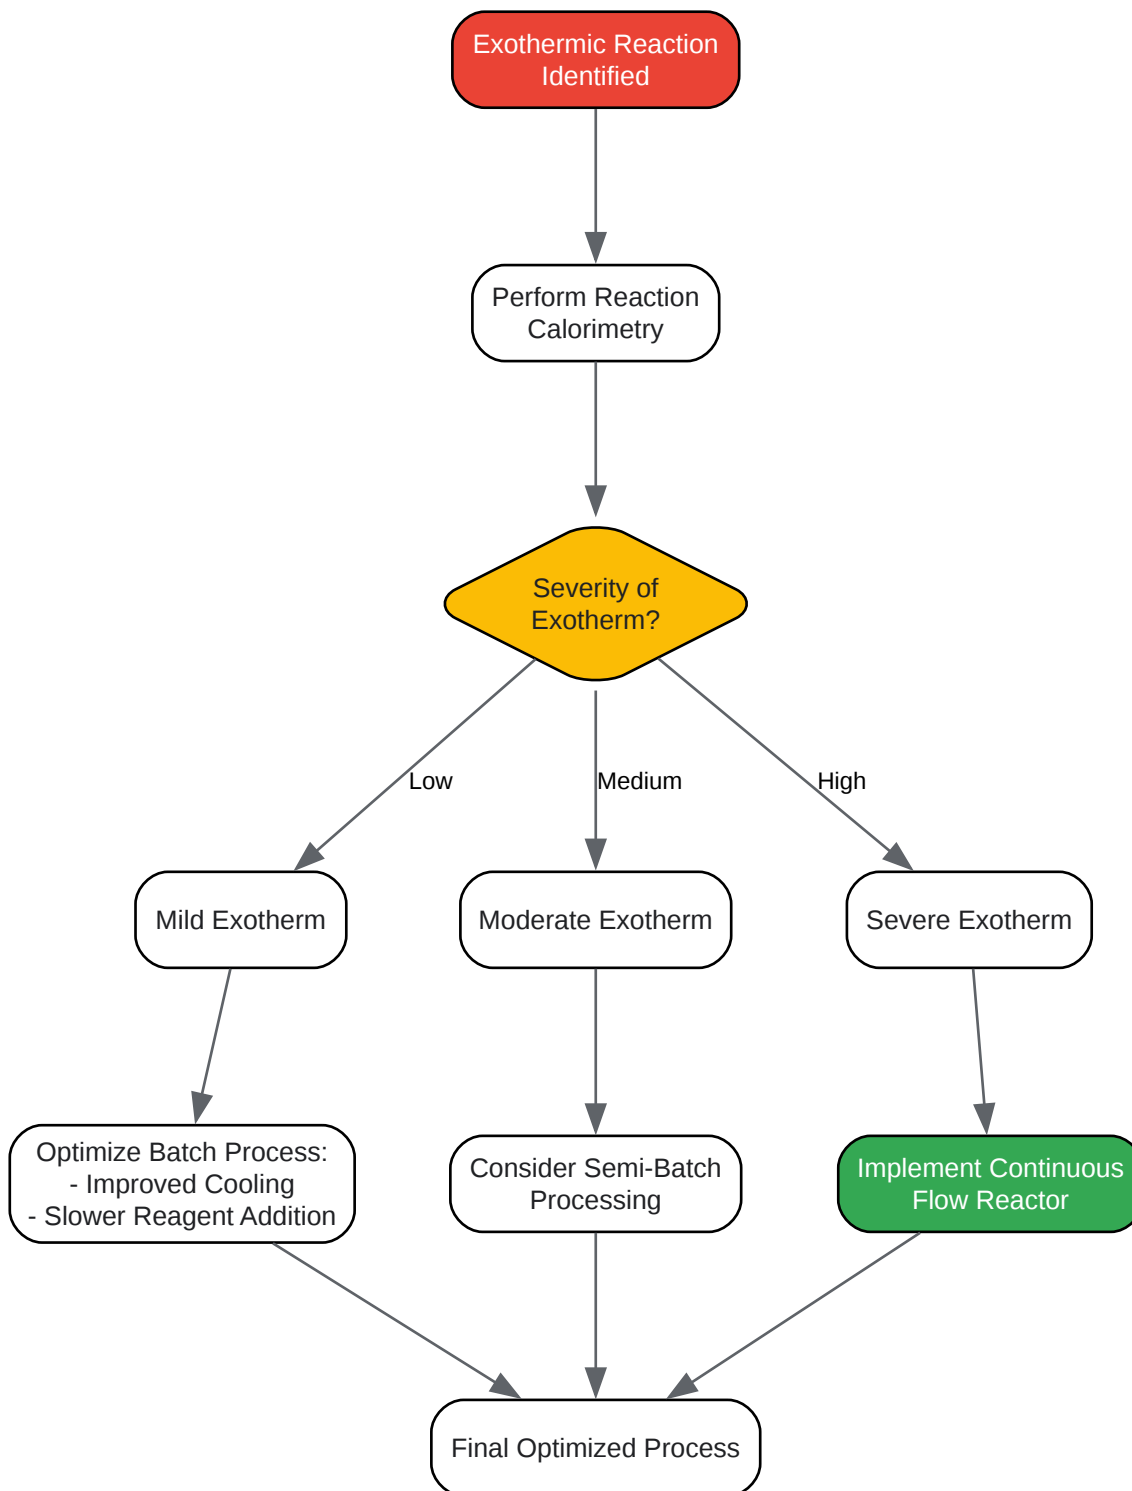 Exothermic Reaction
Identified
Perform Reaction
Calorimetry
Severity of
Exotherm?
Low
Medium
High
Mild Exotherm
Moderate Exotherm
Severe Exotherm
Optimize Batch Process:
- Improved Cooling
- Slower Reagent Addition
Consider Semi-Batch
Processing
Implement Continuous
Flow Reactor
Final Optimized Process